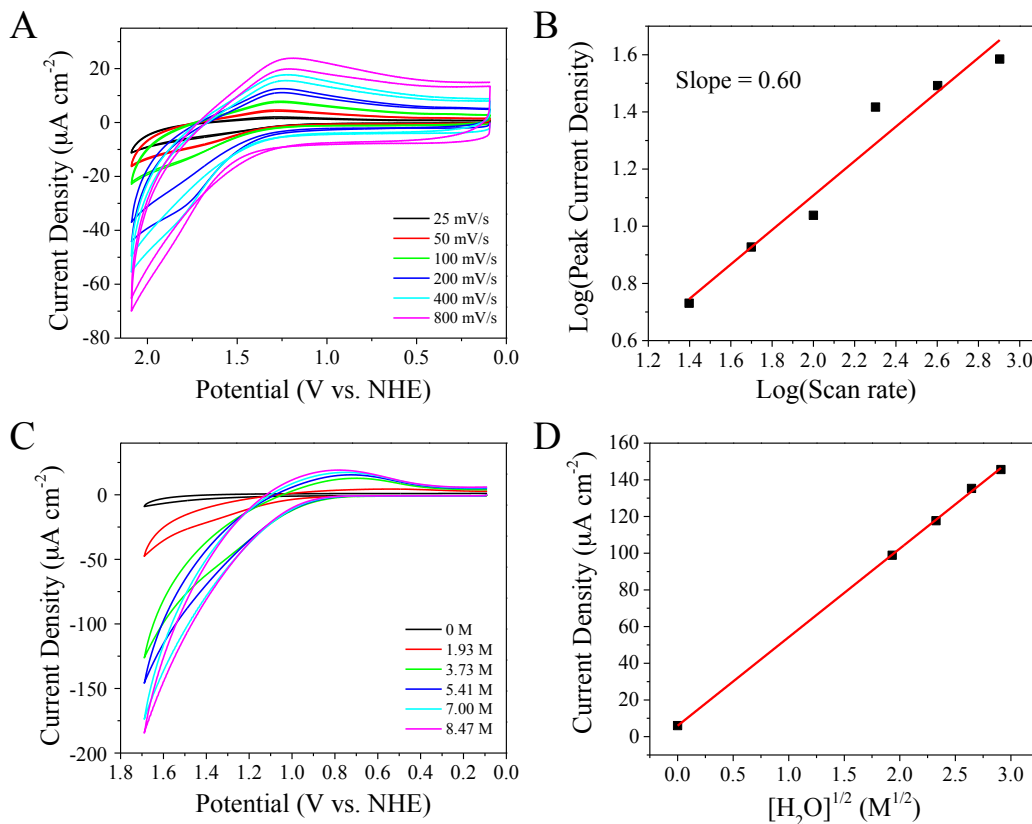 A
Current Density (µA cm⁻²)
20
0
-20
-40
-60
-80
2.0
1.5
1.0
0.5
0.0
Potential (V vs. NHE)
25 mV/s
50 mV/s
100 mV/s
200 mV/s
400 mV/s
800 mV/s
B
Log(Peak Current Density)
1.6
1.4
1.2
1.0
0.8
0.6
Slope = 0.60
1.2
1.4
1.6
1.8
2.0
2.2
2.4
2.6
2.8
3.0
Log(Scan rate)
C
Current Density (µA cm⁻²)
50
0
-50
-100
-150
-200
1.8
1.6
1.4
1.2
1.0
0.8
0.6
0.4
0.2
0.0
Potential (V vs. NHE)
0 M
1.93 M
3.73 M
5.41 M
7.00 M
8.47 M
D
Current Density (µA cm⁻²)
160
140
120
100
80
60
40
20
0
0.0
0.5
1.0
1.5
2.0
2.5
3.0
[H₂O]¹ᐟ² (M¹ᐟ²)